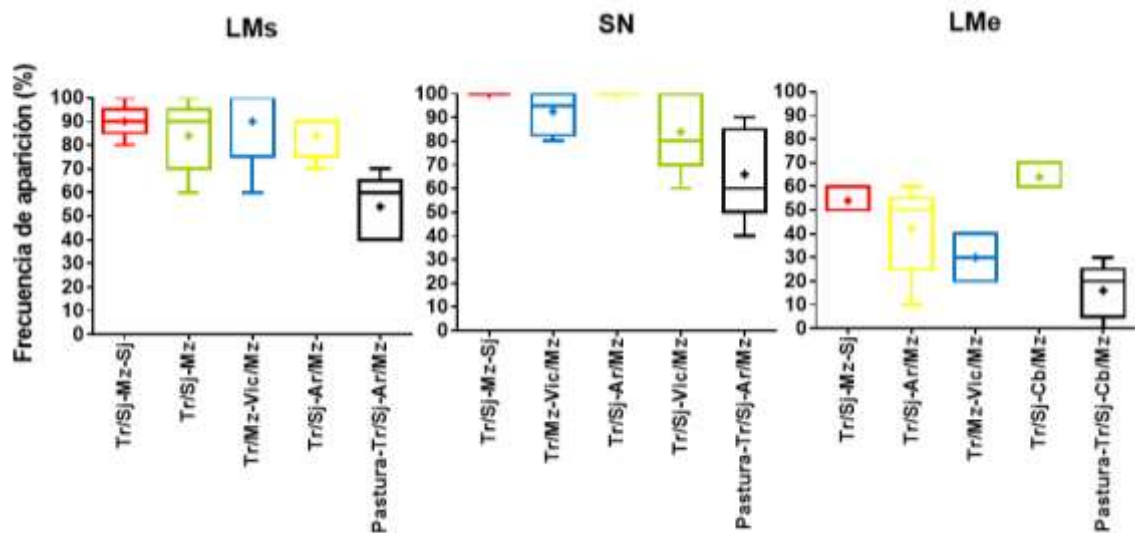 LMs
SN
LMe
Frecuencia de aparición (%)
100
90
80
70
60
50
40
30
20
10
0
100
90
80
70
60
50
40
30
20
10
0
100
90
80
70
60
50
40
30
20
10
0
Tr/Sj-Mz-Sj
Tr/Sj-Mz
Tr/Mz-Vic/Mz
Tr/Sj-Ar/Mz
Pastura-Tr/Sj-Ar/Mz
Tr/Sj-Mz-Sj
Tr/Mz-Vic/Mz
Tr/Sj-Ar/Mz
Tr/Sj-Vic/Mz
Pastura-Tr/Sj-Ar/Mz
Tr/Sj-Mz-Sj
Tr/Sj-Ar/Mz
Tr/Mz-Vic/Mz
Tr/Sj-Cb/Mz
Pastura-Tr/Sj-Cb/Mz